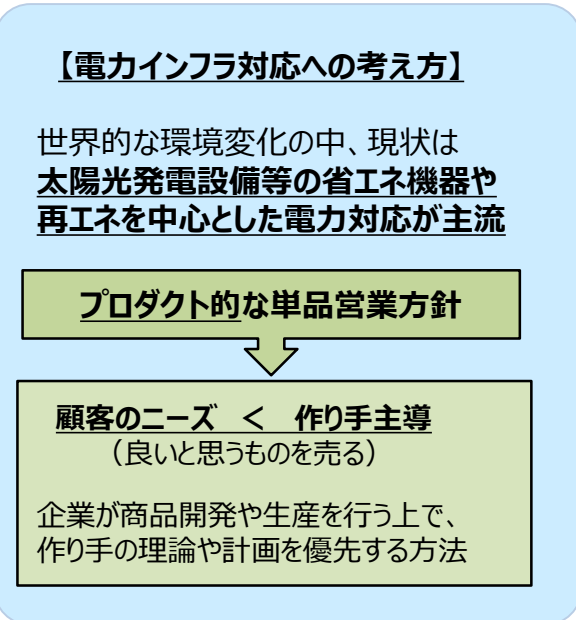 【電力インフラ対応への考え方】
世界的な環境変化の中、現状は
太陽光発電設備等の省エネ機器や
再エネを中心とした電力対応が主流
プロダクト的な単品営業方針
顧客のニーズ ＜ 作り手主導
（良いと思うものを売る）
企業が商品開発や生産を行う上で、
作り手の理論や計画を優先する方法